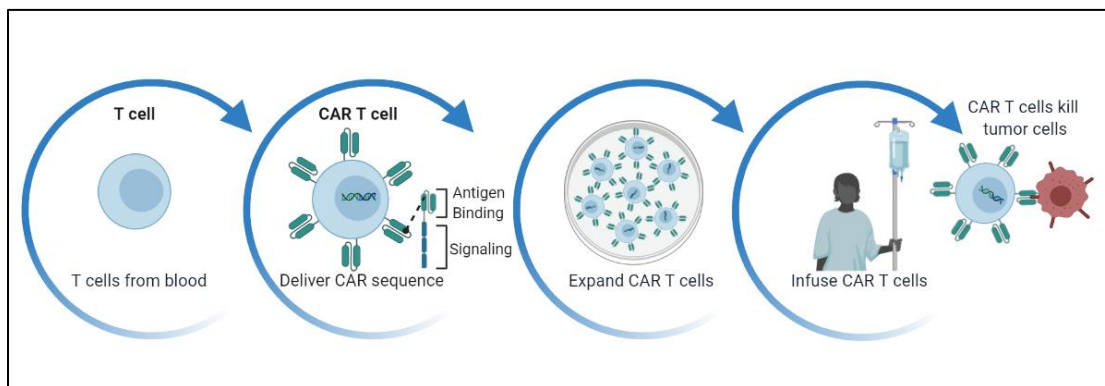 T cell
T cells from blood
CAR T cell
Antigen
Binding
Signaling
Deliver CAR sequence
Expand CAR T cells
Infuse CAR T cells
CAR T cells kill
tumor cells